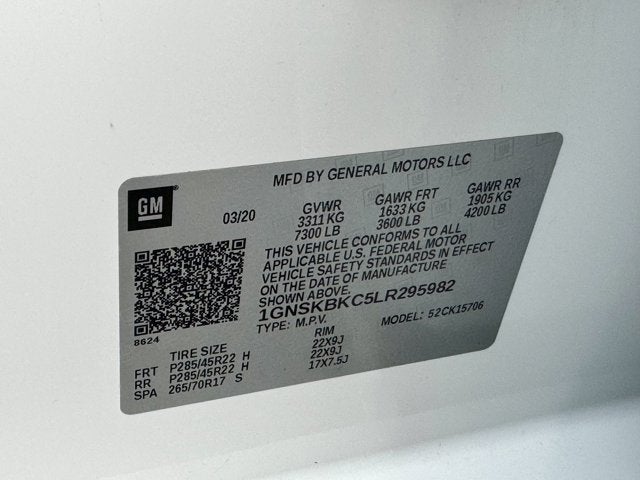 MFD BY GENERAL MOTORS LLC
GM
03/20
GVWR GAWR FRT GAWR RR
3311 KG 1633 KG 1905 KG
7300 LB 3600 LB 4200 LB
THIS VEHICLE CONFORMS TO ALL
APPLICABLE U.S. FEDERAL MOTOR
VEHICLE SAFETY STANDARDS IN EFFECT
ON THE DATE OF MANUFACTURE SHOWN ABOVE.
1GNSKBKC5LR295982
TYPE: M.P.V. MODEL: 52CK15706
8624
TIRE SIZE RIM
FRT P285/45R22 H 22X9J
RR P285/45R22 H 22X9J
SPA 265/70R17 S 17X7.5J